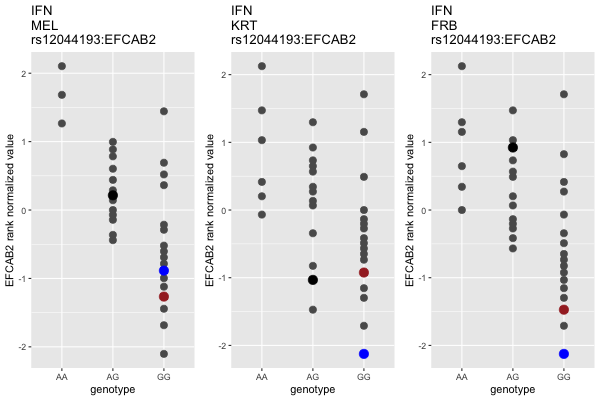 IFN
MEL
rs12044193:EFCAB2
IFN
KRT
rs12044193:EFCAB2
IFN
FRB
rs12044193:EFCAB2
EFCAB2 rank normalized value
2
1
0
-1
-2
AA
AG
GG
genotype
EFCAB2 rank normalized value
2
1
0
-1
-2
AA
AG
GG
genotype
EFCAB2 rank normalized value
2
1
0
-1
-2
AA
AG
GG
genotype